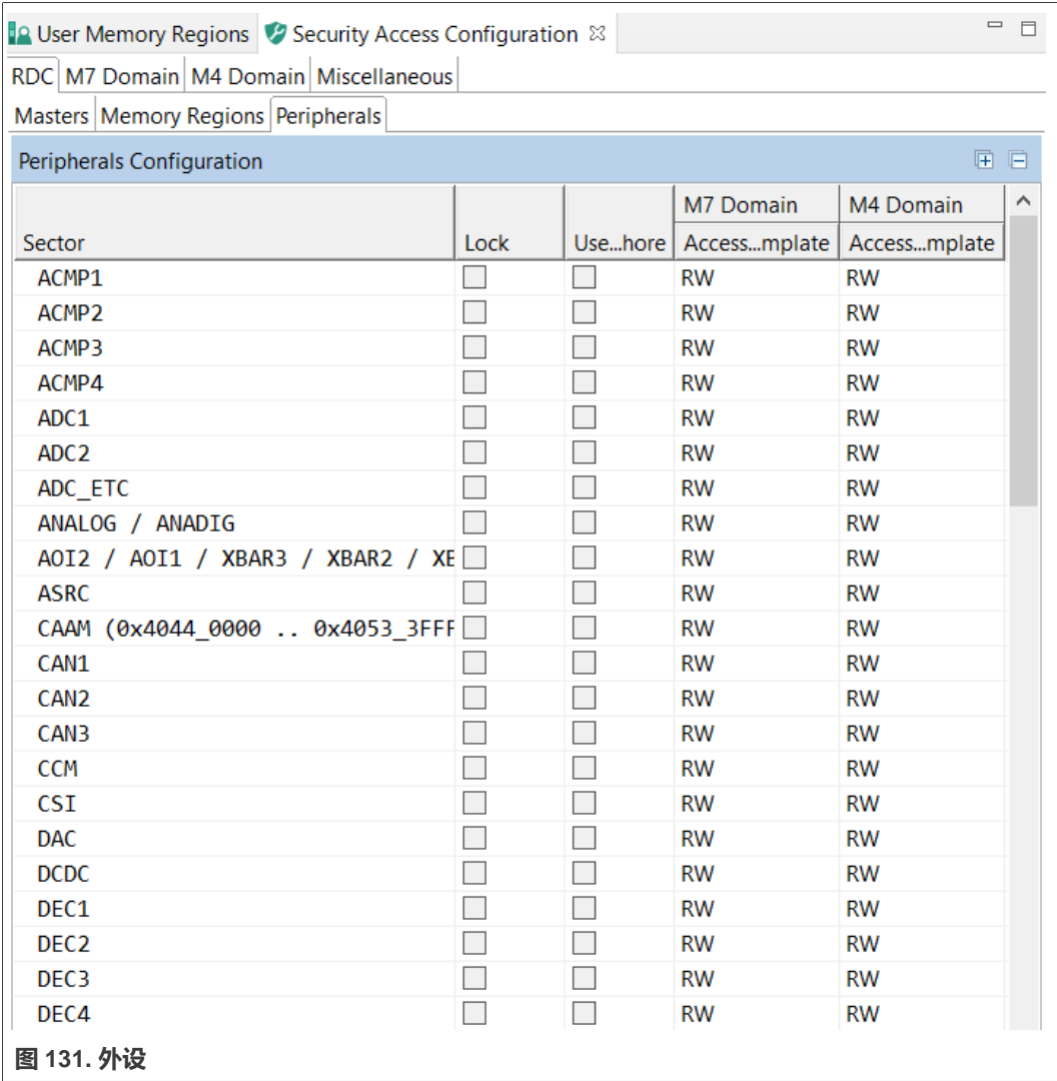 User Memory Regions Security Access Configuration
RDC M7 Domain M4 Domain Miscellaneous
Masters Memory Regions Peripherals
Peripherals Configuration
M7 Domain M4 Domain
Sector Lock Use...hore Access...mplate Access...mplate
ACMP1 RW RW
ACMP2 RW RW
ACMP3 RW RW
ACMP4 RW RW
ADC1 RW RW
ADC2 RW RW
ADC_ETC RW RW
ANALOG / ANADIG RW RW
AOI2 / AOI1 / XBAR3 / XBAR2 / XE RW RW
ASRC RW RW
CAAM (0x4044_0000 .. 0x4053_3FFF RW RW
CAN1 RW RW
CAN2 RW RW
CAN3 RW RW
CCM RW RW
CSI RW RW
DAC RW RW
DCDC RW RW
DEC1 RW RW
DEC2 RW RW
DEC3 RW RW
DEC4 RW RW
图 131. 外设